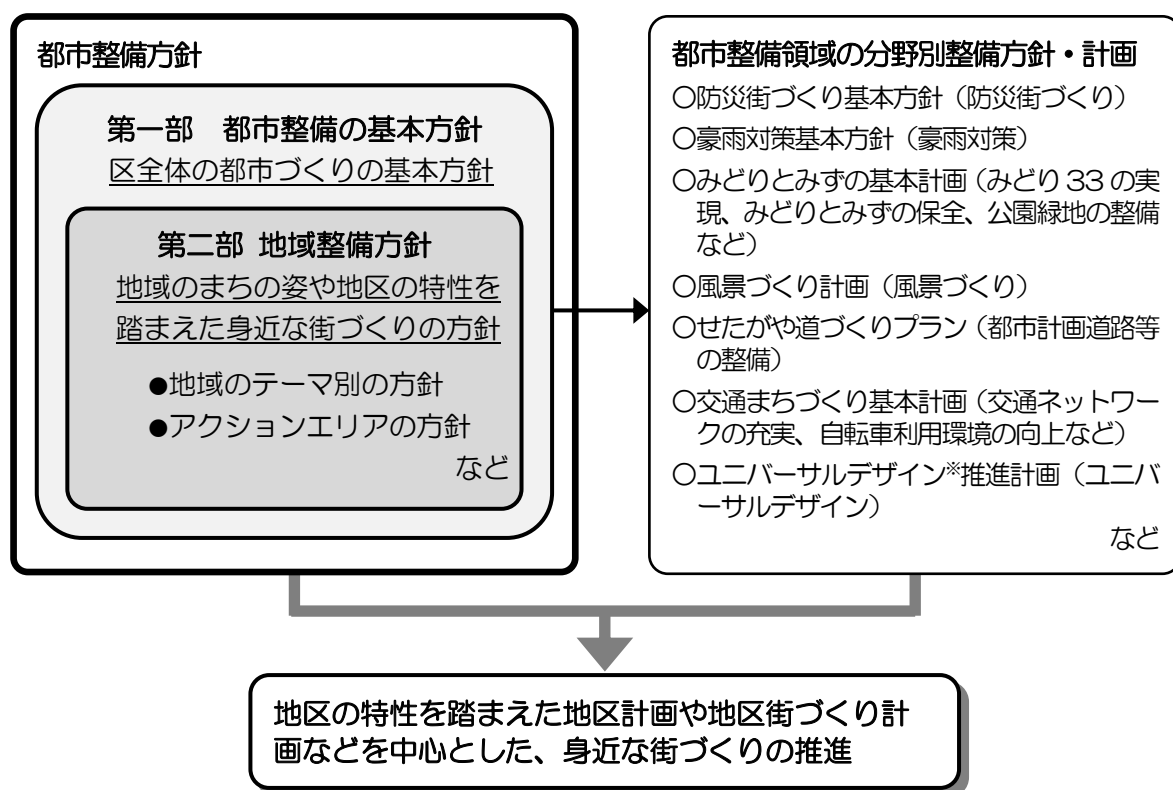 都市整備方針
第一部 都市整備の基本方針
区全体の都市づくりの基本方針
第二部 地域整備方針
地域のまちの姿や地区の特性を
踏まえた身近な街づくりの方針
●地域のテーマ別の方針
●アクションエリアの方針
など
都市整備領域の分野別整備方針・計画
○防災街づくり基本方針（防災街づくり）
○豪雨対策基本方針（豪雨対策）
○みどりとみずの基本計画（みどり33の実
現、みどりとみずの保全、公園緑地の整備
など）
○風景づくり計画（風景づくり）
○せたがや道づくりプラン（都市計画道路等
の整備）
○交通まちづくり基本計画（交通ネットワー
クの充実、自転車利用環境の向上など）
○ユニバーサルデザイン※推進計画（ユニバ
ーサルデザイン）
など
地区の特性を踏まえた地区計画や地区街づくり計
画などを中心とした、身近な街づくりの推進